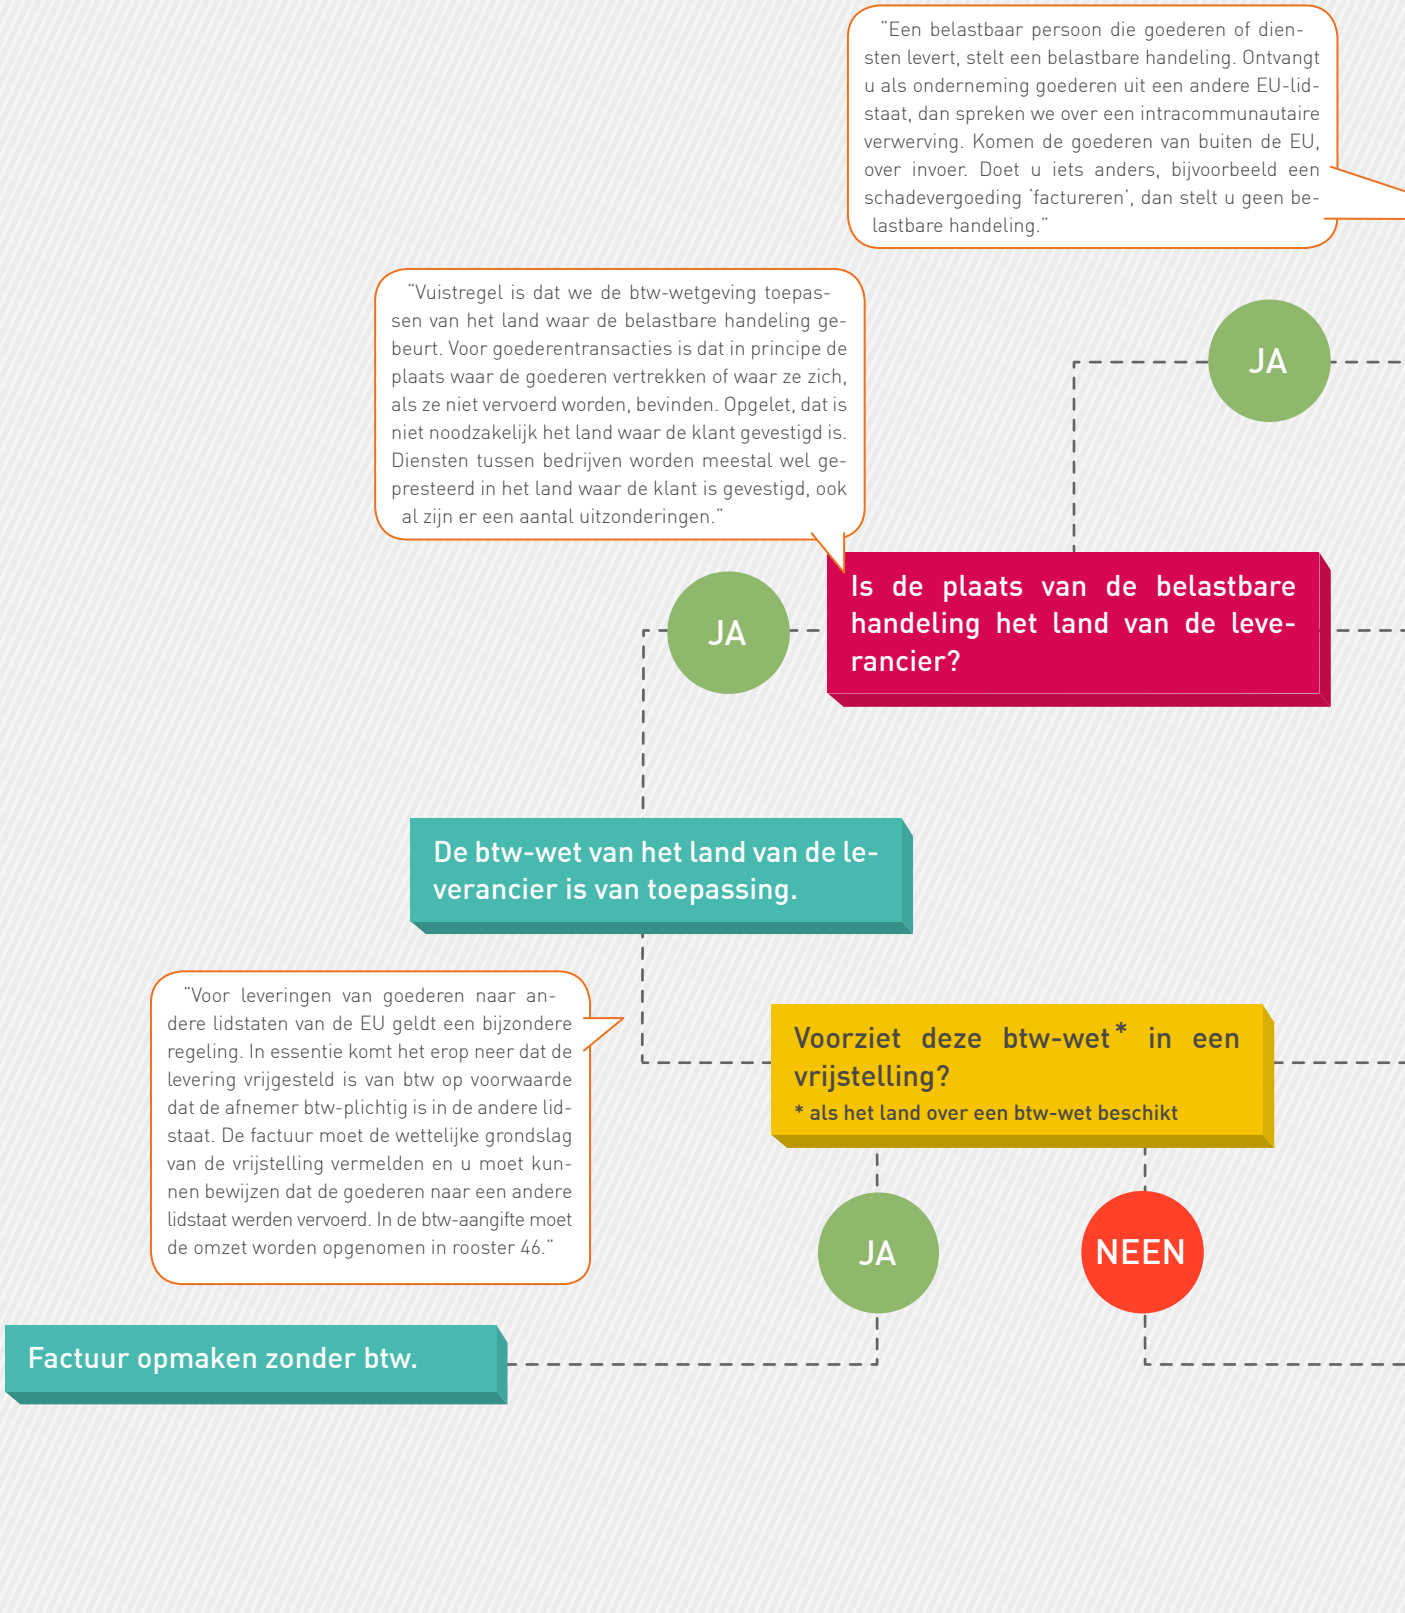 “Een belastbaar persoon die goederen of dien-
sten levert, stelt een belastbare handeling. Ontvangt
u als onderneming goederen uit een andere EU-lid-
staat, dan spreken we over een intracommunautaire
verwerving. Komen de goederen van buiten de EU,
over invoer. Doet u iets anders, bijvoorbeeld een
schadevergoeding ‘factureren’, dan stelt u geen be-
lastbare handeling.”
“Vuistregel is dat we de btw-wetgeving toepas-
sen van het land waar de belastbare handeling ge-
beurt. Voor goederentransacties is dat in principe de
plaats waar de goederen vertrekken of waar ze zich,
als ze niet vervoerd worden, bevinden. Opgelet, dat is
niet noodzakelijk het land waar de klant gevestigd is.
Diensten tussen bedrijven worden meestal wel ge-
presteerd in het land waar de klant is gevestigd, ook
al zijn er een aantal uitzonderingen.”
JA
Is de plaats van de belastbare
handeling het land van de leve-
rancier?
JA
De btw-wet van het land van de le-
verancier is van toepassing.
“Voor leveringen van goederen naar an-
dere lidstaten van de EU geldt een bijzondere
regeling. In essentie komt het erop neer dat de
levering vrijgesteld is van btw op voorwaarde
dat de afnemer btw-plichtig is in de andere lid-
staat. De factuur moet de wettelijke grondslag
van de vrijstelling vermelden en u moet kun-
nen bewijzen dat de goederen naar een andere
lidstaat werden vervoerd. In de btw-aangifte moet
de omzet worden opgenomen in rooster 46.”
Voorziet deze btw-wet* in een
vrijstelling?
* als het land over een btw-wet beschikt
JA
NEEN
Factuur opmaken zonder btw.